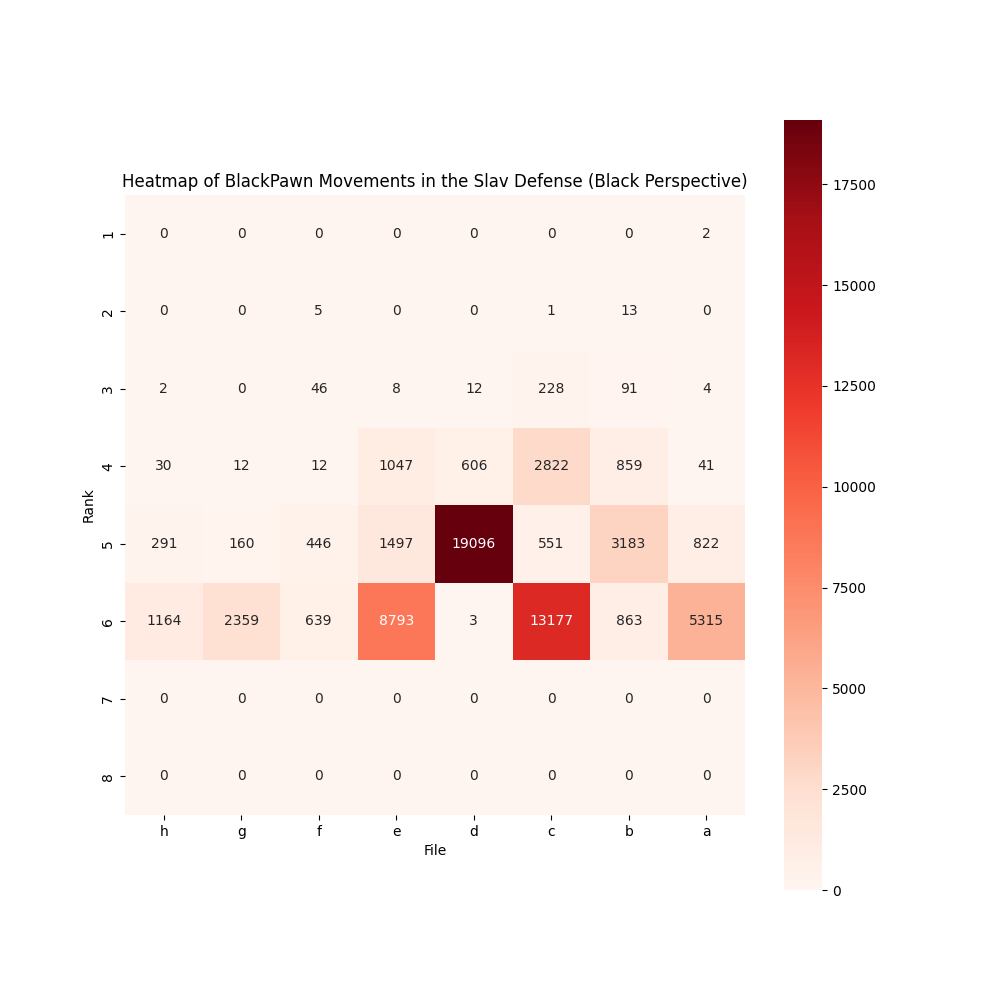 Heatmap of BlackPawn Movements in the Slav Defense (Black Perspective)
1 0 0 0 0 0 0 0 2
2 0 0 5 0 0 1 13 0
3 2 0 46 8 12 228 91 4
4 30 12 12 1047 606 2822 859 41
Rank
5 291 160 446 1497 19096 551 3183 822
6 1164 2359 639 8793 3 13177 863 5315
7 0 0 0 0 0 0 0 0
8 0 0 0 0 0 0 0 0
h g f e d c b a
File
17500
15000
12500
10000
7500
5000
2500
0